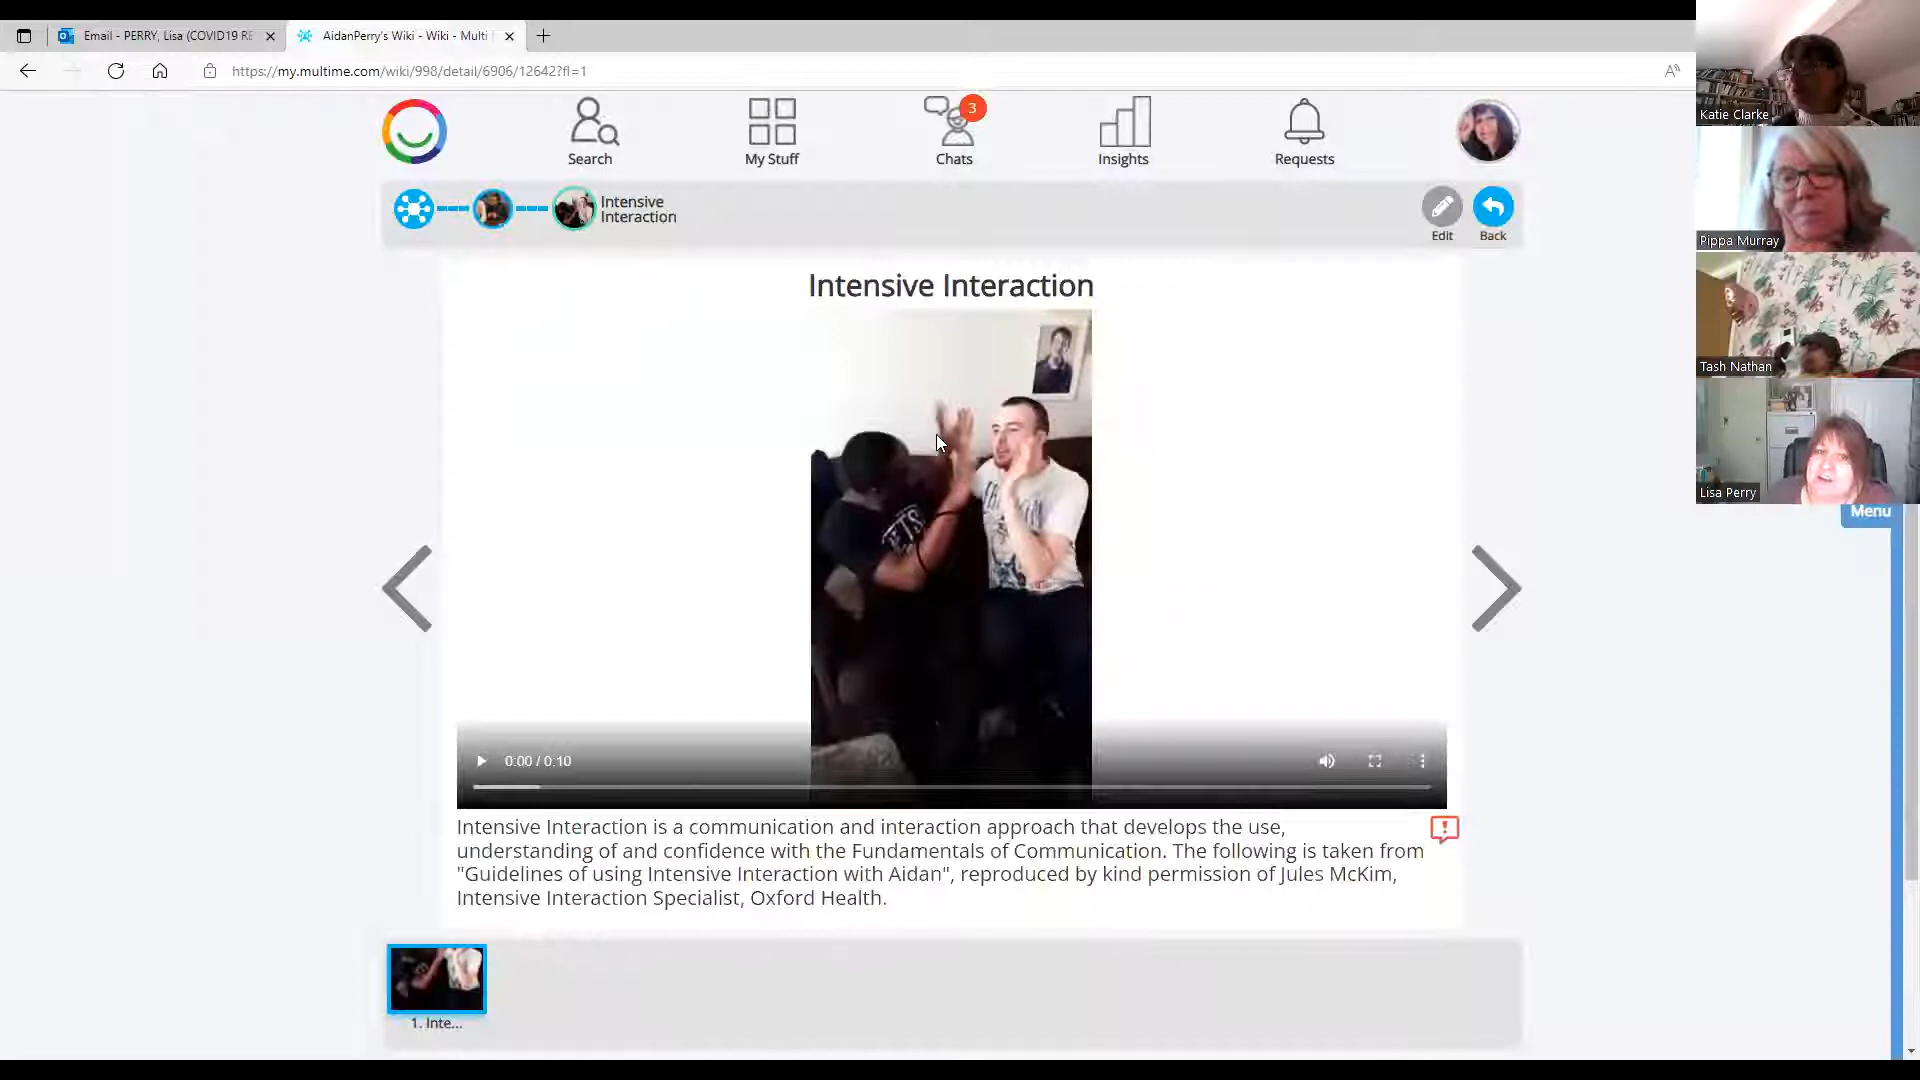 Email - PERRY, Lisa (COVID19 RE
AidanPerry's Wiki - Wiki - Multi
https://my.multime.com/wiki/998/detail/6906/12642?fl=1
3
Search
My Stuff
Chats
Insights
Requests
Intensive
Interaction
Edit
Back
Katie Clarke
Pippa Murray
Tash Nathan
Lisa Perry
Menu
Intensive Interaction
0:00 / 0:10
Intensive Interaction is a communication and interaction approach that develops the use,
understanding of and confidence with the Fundamentals of Communication. The following is taken from
"Guidelines of using Intensive Interaction with Aidan", reproduced by kind permission of Jules McKim,
Intensive Interaction Specialist, Oxford Health.
1. Inte...